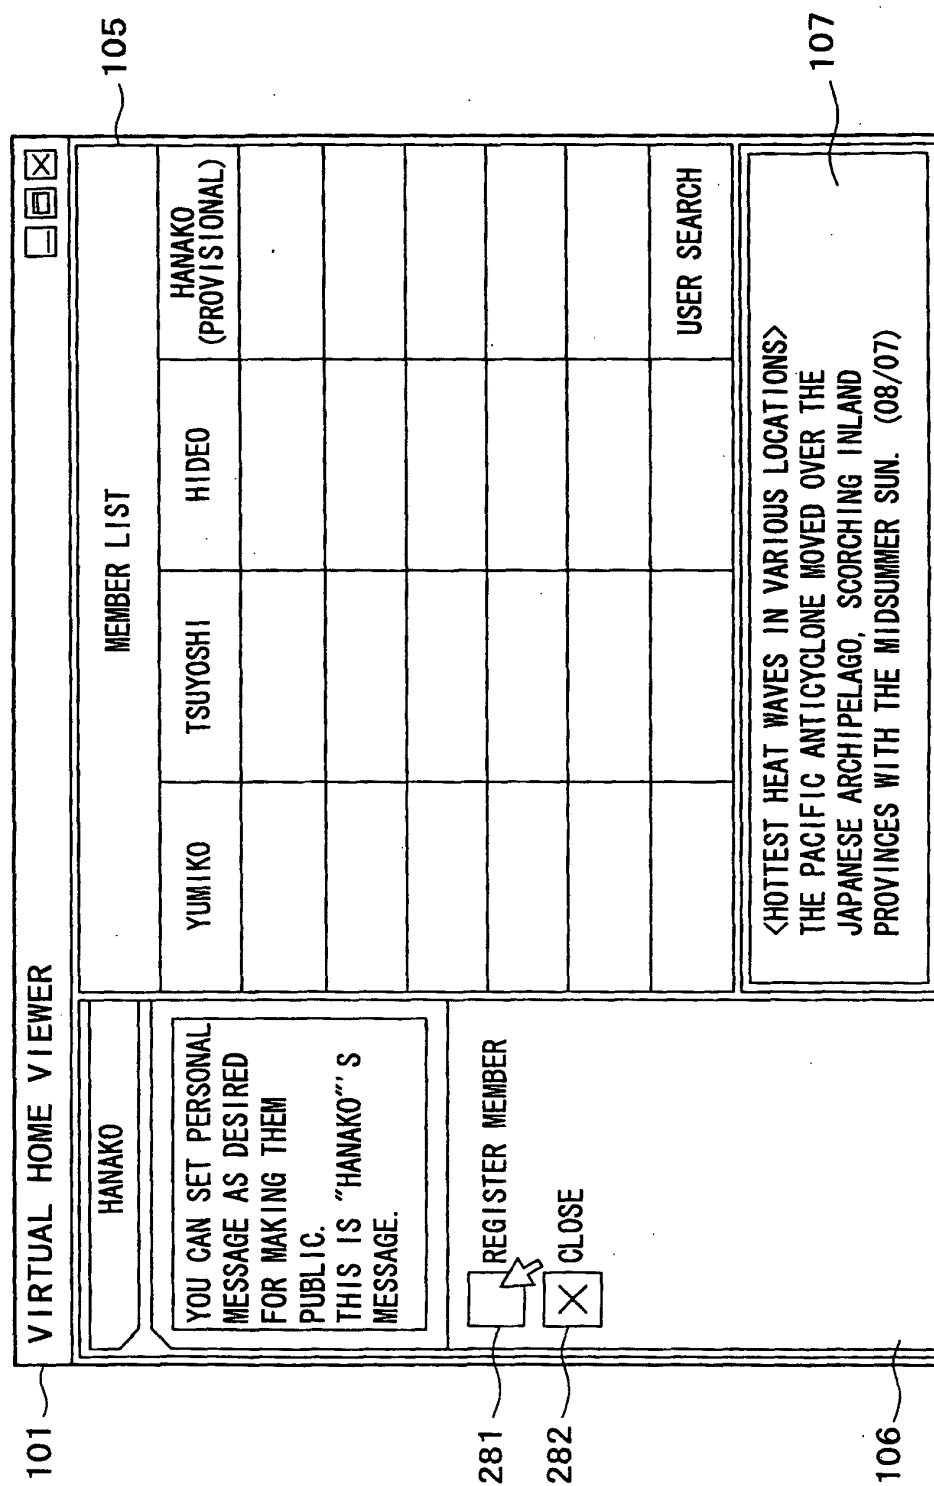 VIRTUAL HOME VIEWER
101
HANAKO
YOU CAN SET PERSONAL
MESSAGE AS DESIRED
FOR MAKING THEM
PUBLIC.
THIS IS "HANAKO"'S
MESSAGE.
REGISTER MEMBER
281
CLOSE
282
106
MEMBER LIST
105
YUMIKO
TSUYOSHI
HIDEO
HANAKO
(PROVISIONAL)
USER SEARCH
<HOTTEST HEAT WAVES IN VARIOUS LOCATIONS>
THE PACIFIC ANTICYCLONE MOVED OVER THE
JAPANESE ARCHIPELAGO, SCORCHING INLAND
PROVINCES WITH THE MIDSUMMER SUN. (08/07)
107